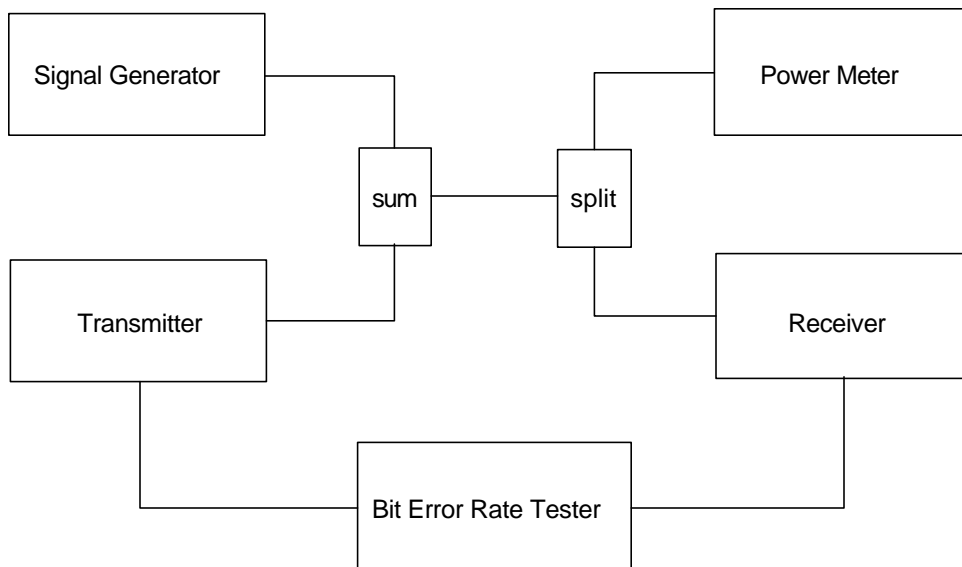 Signal Generator
Power Meter
sum
split
Transmitter
Receiver
Bit Error Rate Tester